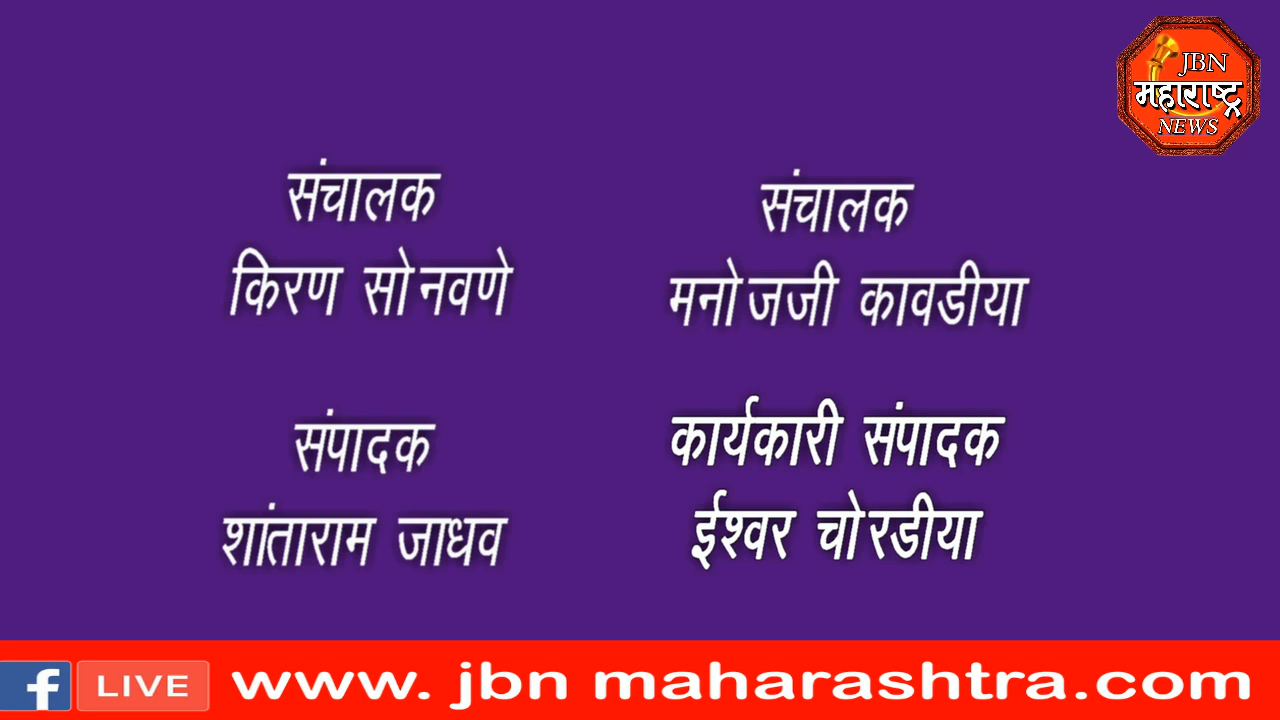 JBN
महाराष्ट्र
NEWS
संचालक
किरण सोनवणे
संचालक
मनोजजी कावडीया
संपादक
शांताराम जाधव
कार्यकारी संपादक
ईश्वर चोरडीया
f LIVE www. jbn maharashtra.com